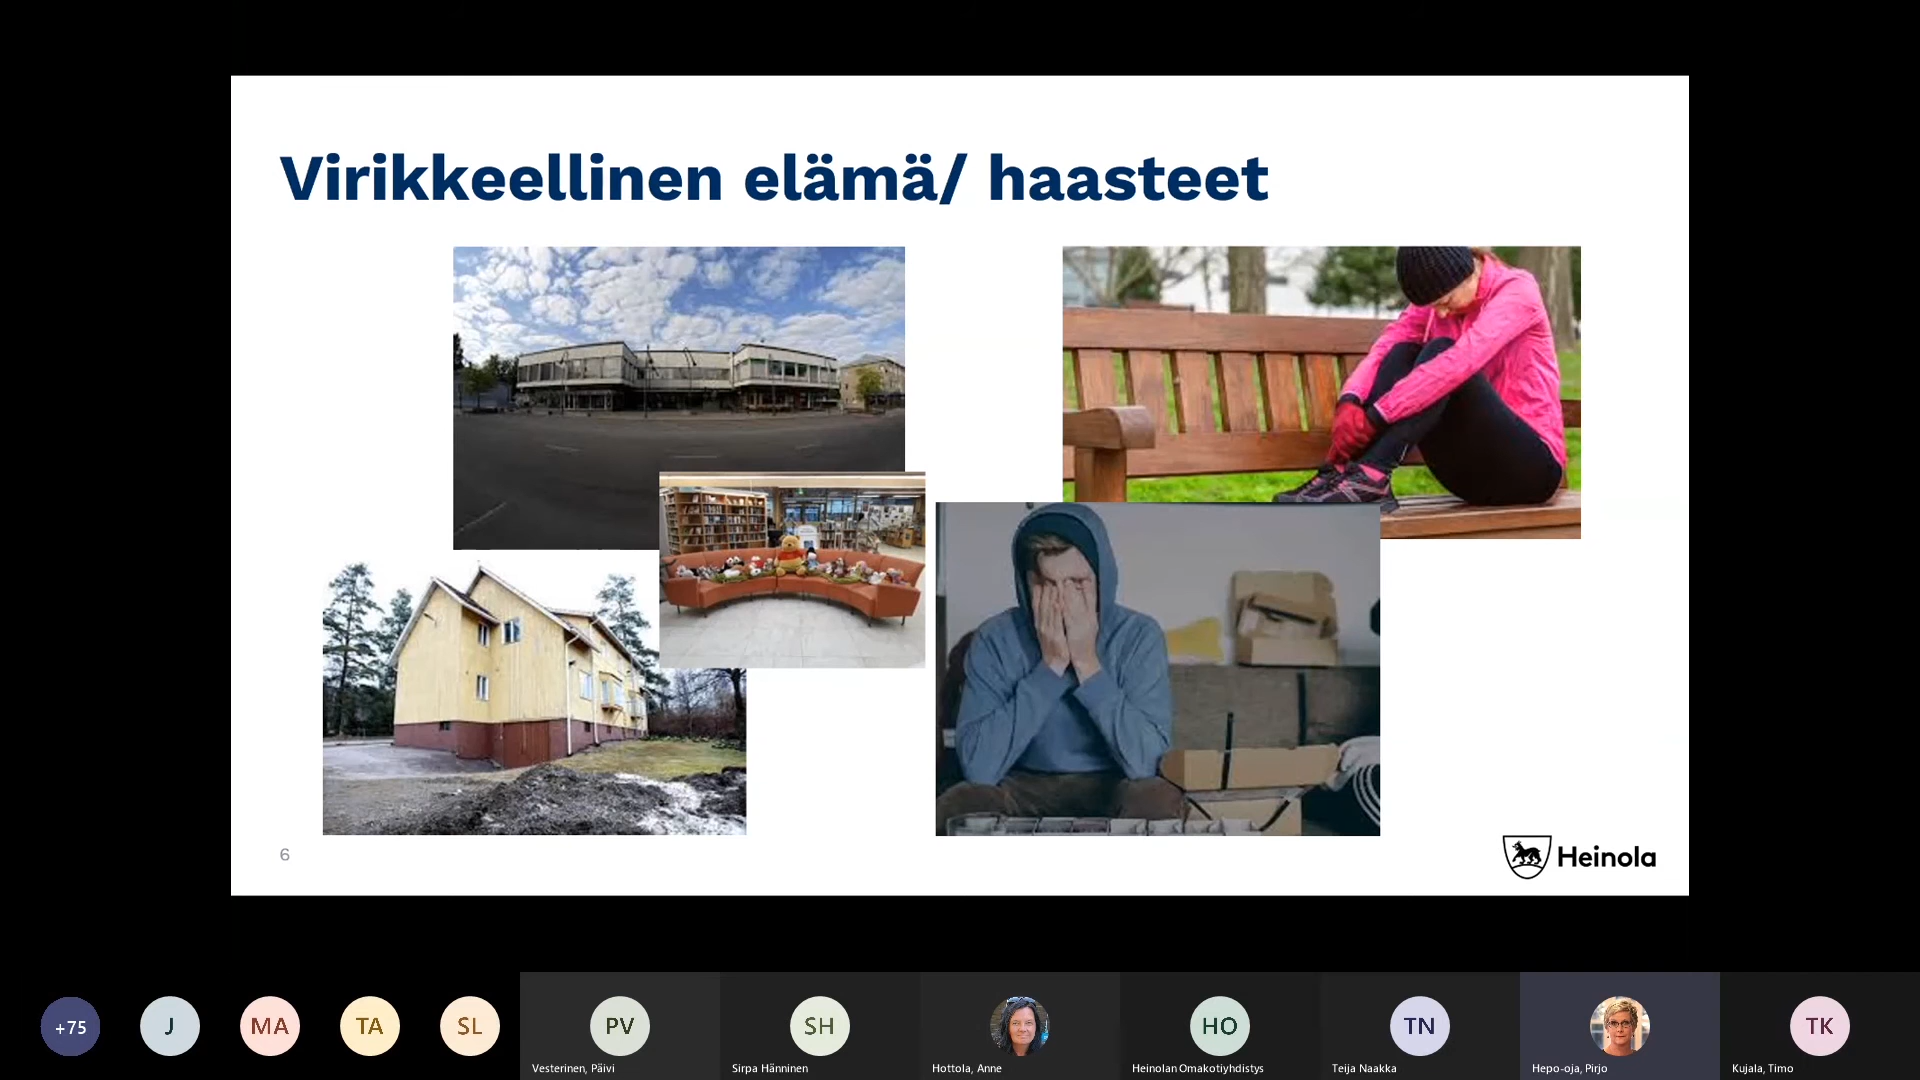 Virikkeellinen elämä/ haasteet
6
Heinola
+75
J
MA
TA
SL
PV
SH
HO
TN
TK
Vesterinen, Päivi
Sirpa Hänninen
Hottola, Anne
Heinolan Omakotiyhdistys
Teija Naakka
Hepo-oja, Pirjo
Kujala, Timo